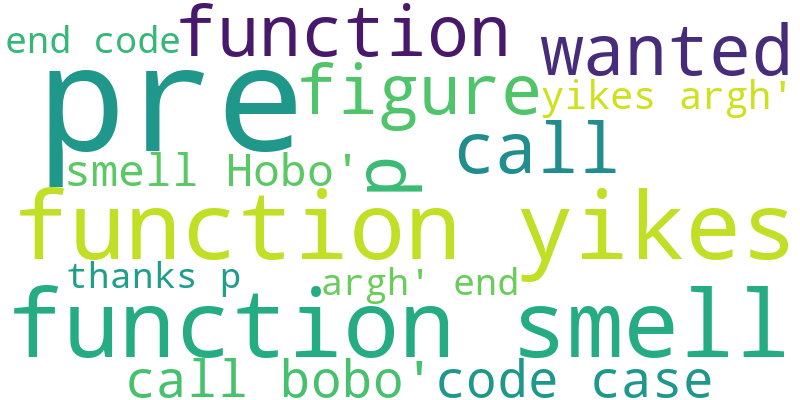 end code function wanted
pre figure yikes argh'
smell Hobo' p call
function yikes
thanks p argh' end
function smell
call bobo' code case